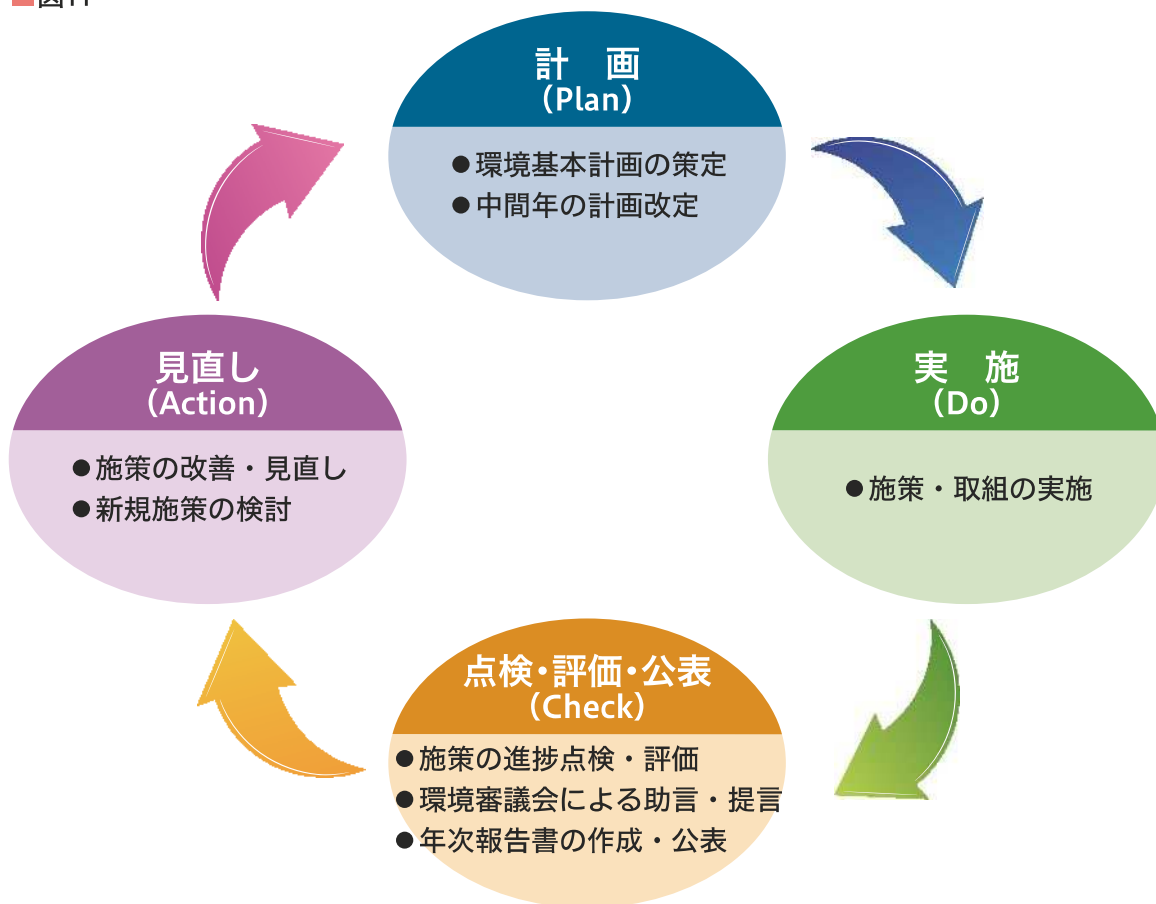 計　画
(Plan)
●環境基本計画の策定
●中間年の計画改定
実　施
(Do)
●施策・取組の実施
点検・評価・公表
(Check)
●施策の進捗点検・評価
●環境審議会による助言・提言
●年次報告書の作成・公表
見直し
(Action)
●施策の改善・見直し
●新規施策の検討